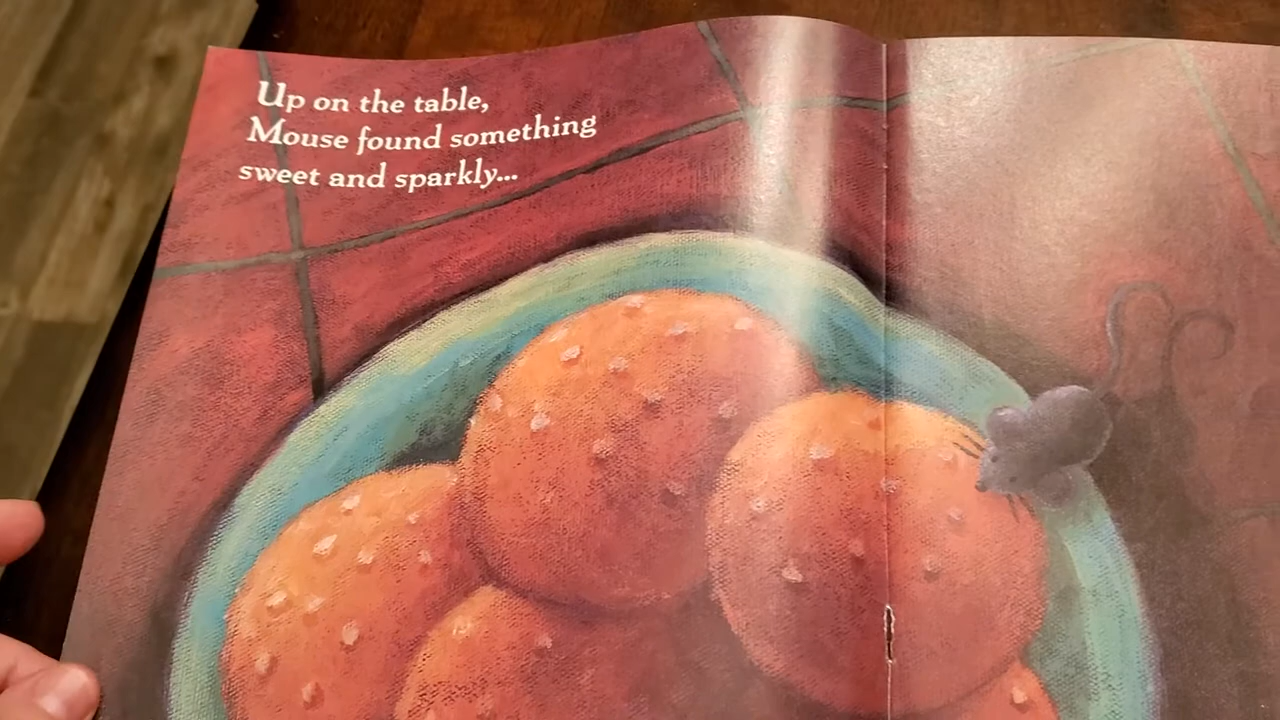 Up on the table,
Mouse found something
sweet and sparkly...